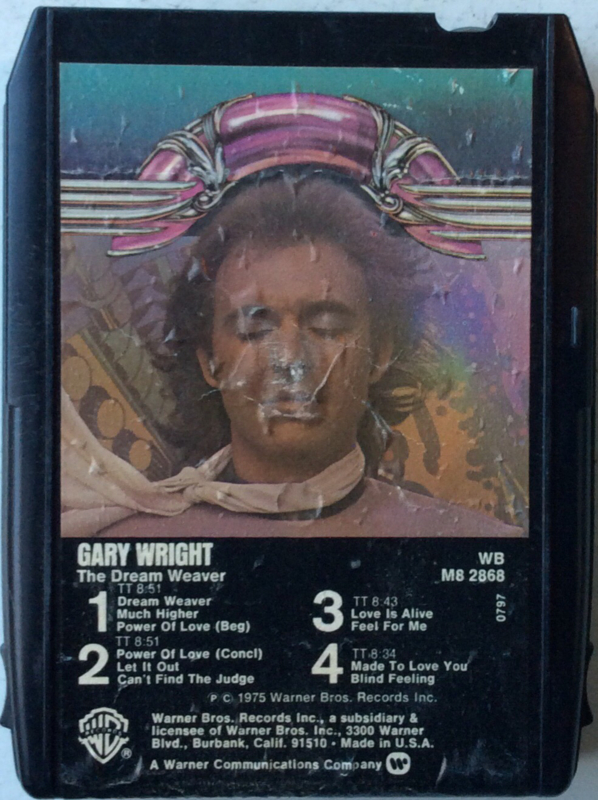 GARY WRIGHT
The Dream Weaver
WB
M8 2868
0797
1
TT 8:51
Dream Weaver
Much Higher
Power Of Love (Beg)
2
TT 8:51
Power Of Love (Concl)
Let It Out
Can't Find The Judge
3
TT 8:43
Love Is Alive
Feel For Me
4
TT 8:34
Made To Love You
Blind Feeling
℗ © 1975 Warner Bros. Records Inc.
Warner Bros. Records Inc., a subsidiary &
licensee of Warner Bros. Inc., 3300 Warner
Blvd., Burbank, Calif. 91510 • Made in U.S.A.
A Warner Communications Company
WB
®